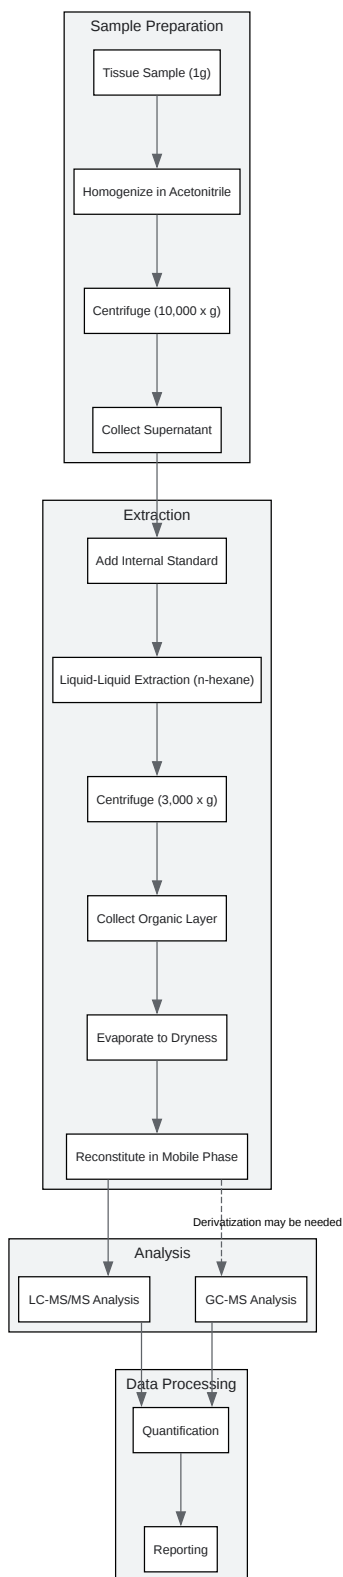 Sample Preparation
Tissue Sample (1g)
Homogenize in Acetonitrile
Centrifuge (10,000 x g)
Collect Supernatant
Extraction
Add Internal Standard
Liquid-Liquid Extraction (n-hexane)
Centrifuge (3,000 x g)
Collect Organic Layer
Evaporate to Dryness
Reconstitute in Mobile Phase
Derivatization may be needed
Analysis
LC-MS/MS Analysis
GC-MS Analysis
Data Processing
Quantification
Reporting